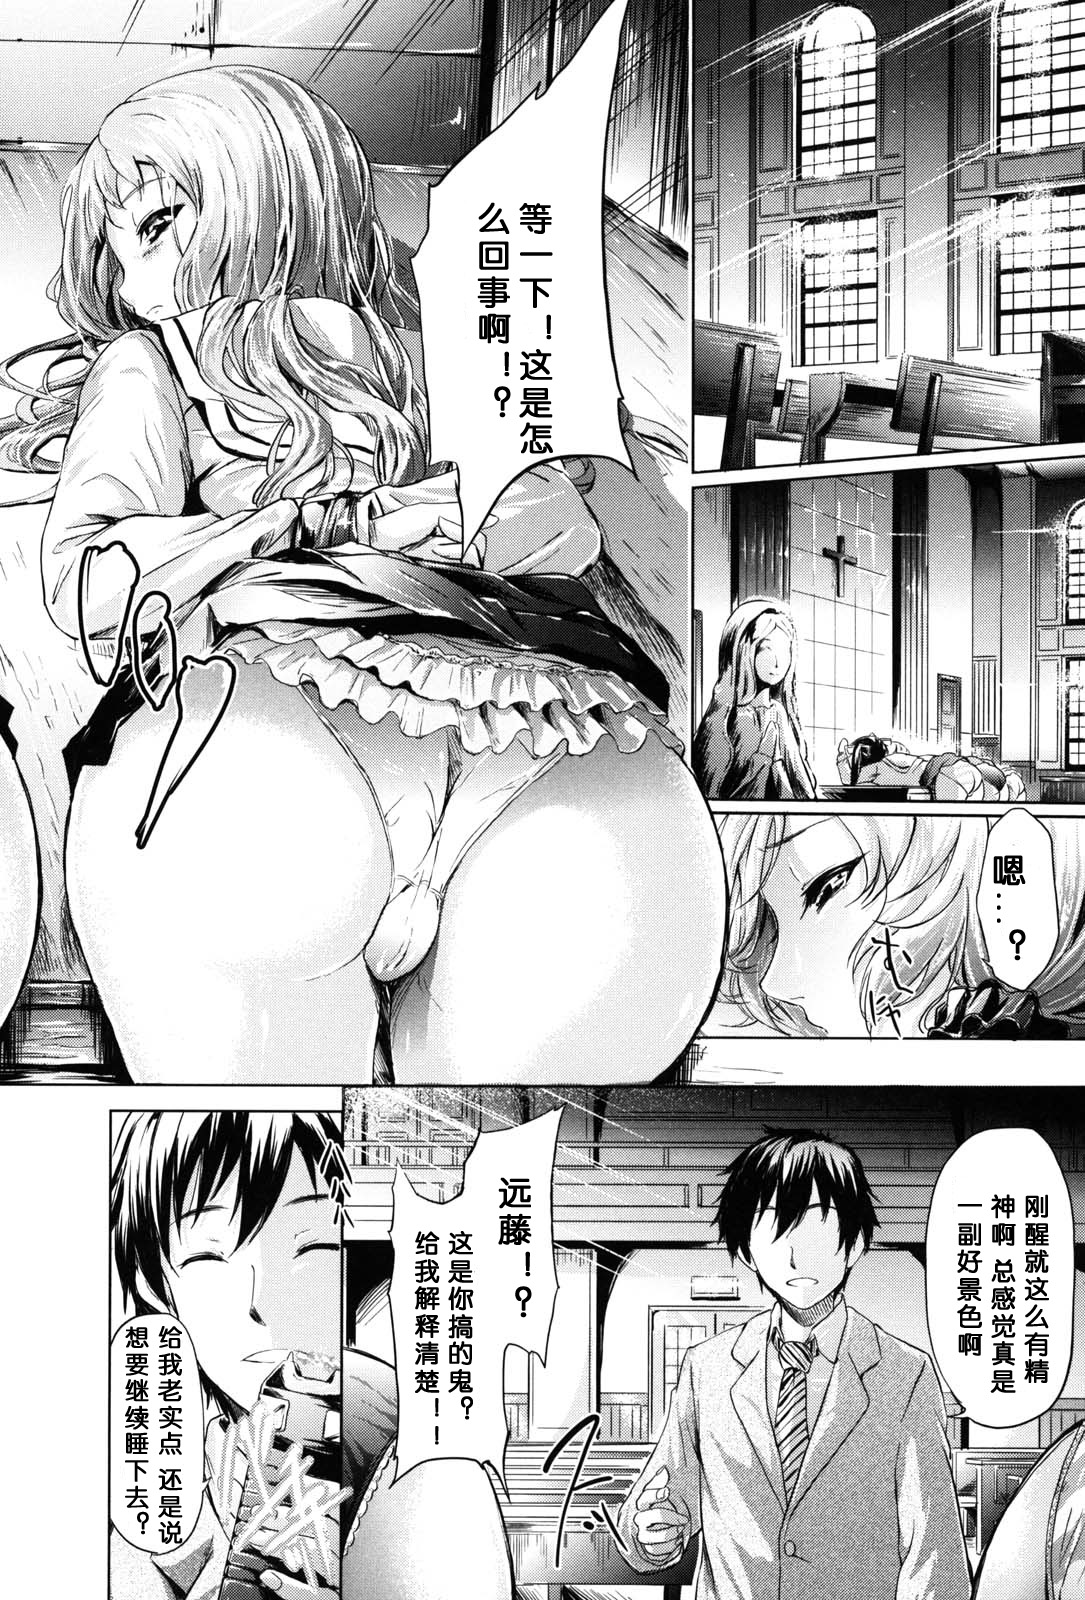 嗯…?
等一下!这是怎
么回事啊!?
刚醒就这么有精
神啊 总感觉真是
一副好景色啊
远藤!?
这是你搞的鬼?
给我解释清楚!!
给我老实点 还是说
想要继续睡下去?